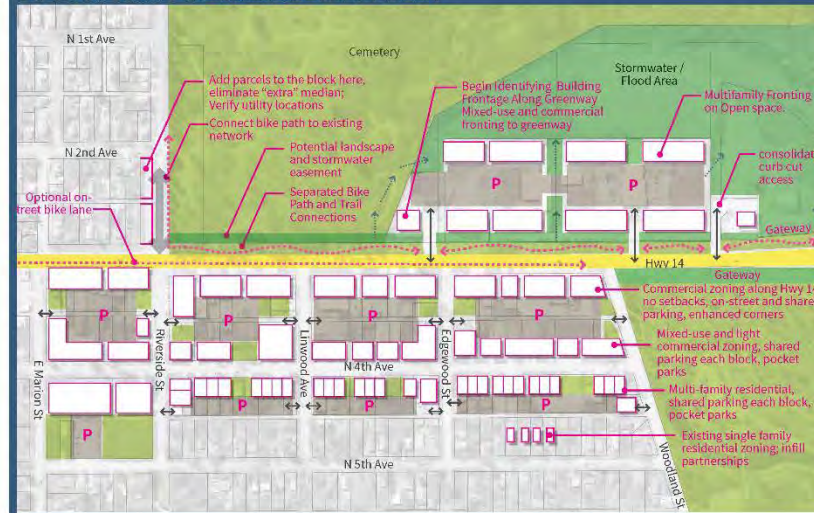 N 1st Ave
Cemetery
Stormwater /
Flood Area
Add parcels to the block here,
eliminate "extra" median;
Verify utility locations
Begin Identifying Building
Frontage Along Greenway
Mixed-use and commercial
fronting to greenway
Multifamily Fronting
on Open space.
Connect bike path to existing
network
N 2nd Ave
Potential landscape
and stormwater
easement
consolidat
curb cut
access
P
P
Optional on-
treet bike lane
Separated Bike
Path and Trail
Connections
Gateway
Hwy 14
Gateway
Commercial zoning along Hwy 14
no setbacks, on-street and share
parking, enhanced corners
P
P
P
P
E Marion St
Riverside St
Linwood Ave
Edgewood St
Mixed-use and light
commercial zoning, shared
parking each block, pocket
parks
N 4th Ave
Multi-family residential,
shared parking each block,
pocket parks
P
P
P
P
Existing single family
residential zoning; infill
partnerships
N 5th Ave
Woodland St